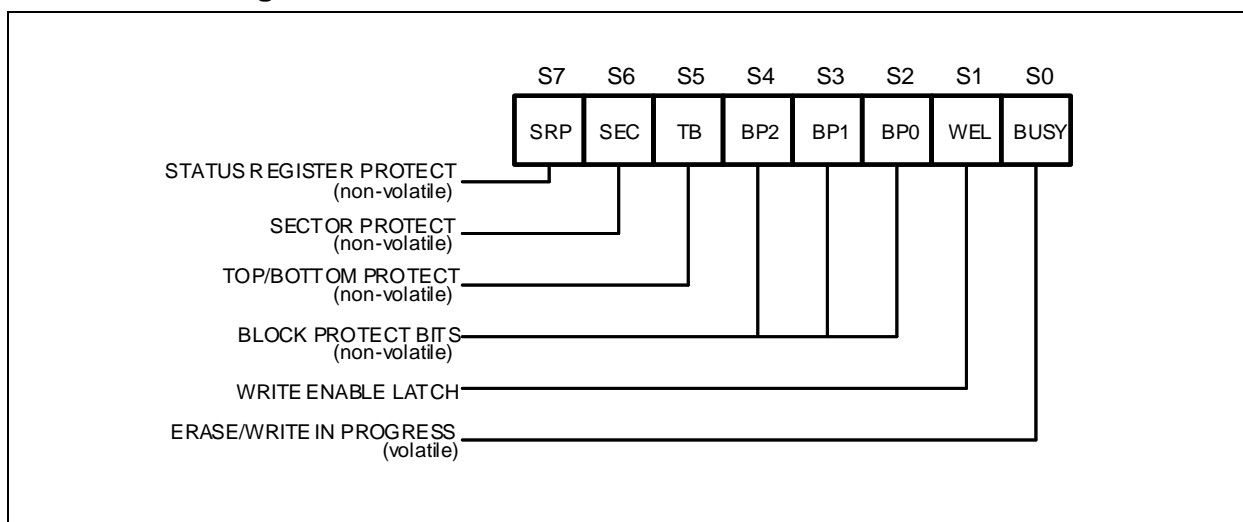 S7 S6 S5 S4 S3 S2 S1 S0
SRP SEC TB BP2 BP1 BP0 WEL BUSY
STATUS REGISTER PROTECT
(non-volatile)
SECTOR PROTECT
(non-volatile)
TOP/BOTTOM PROTECT
(non-volatile)
BLOCK PROTECT BITS
(non-volatile)
WRITE ENABLE LATCH
ERASE/WRITE IN PROGRESS
(volatile)